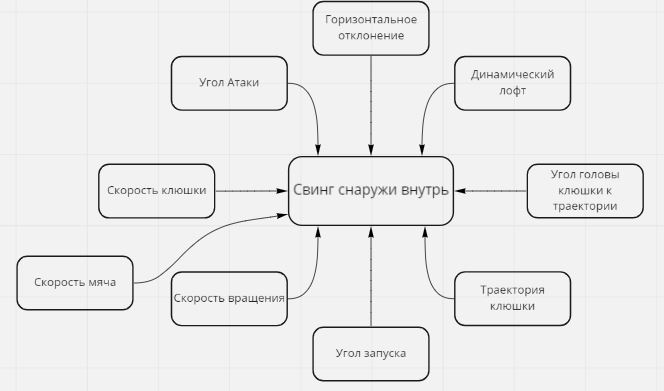 Горизонтальное
отклонение
Угол Атаки
Динамический
лофт
Скорость клюшки
Свинг снаружи внутрь
Угол головы
клюшки к
траектории
Скорость мяча
Скорость вращения
Траектория
клюшки
Угол запуска